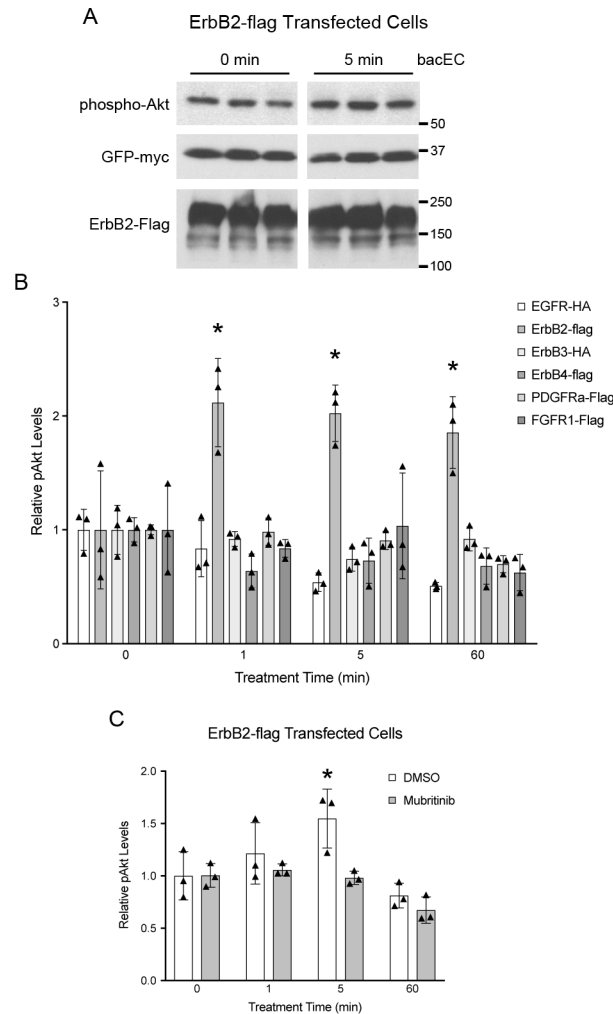 A
ErbB2-flag Transfected Cells
0 min 5 min bacEC
phospho-Akt
50
GFP-myc
37
ErbB2-Flag
250
150
100
B
3
2
1
0
Relative pAkt Levels
* * *
0 1 5 60
Treatment Time (min)
EGFR-HA
ErbB2-flag
ErbB3-HA
ErbB4-flag
PDGFRa-Flag
FGFR1-Flag
C
ErbB2-flag Transfected Cells
2.0
1.5
1.0
0.5
0.0
Relative pAkt Levels
*
0 1 5 60
Treatment Time (min)
DMSO
Mubritinib